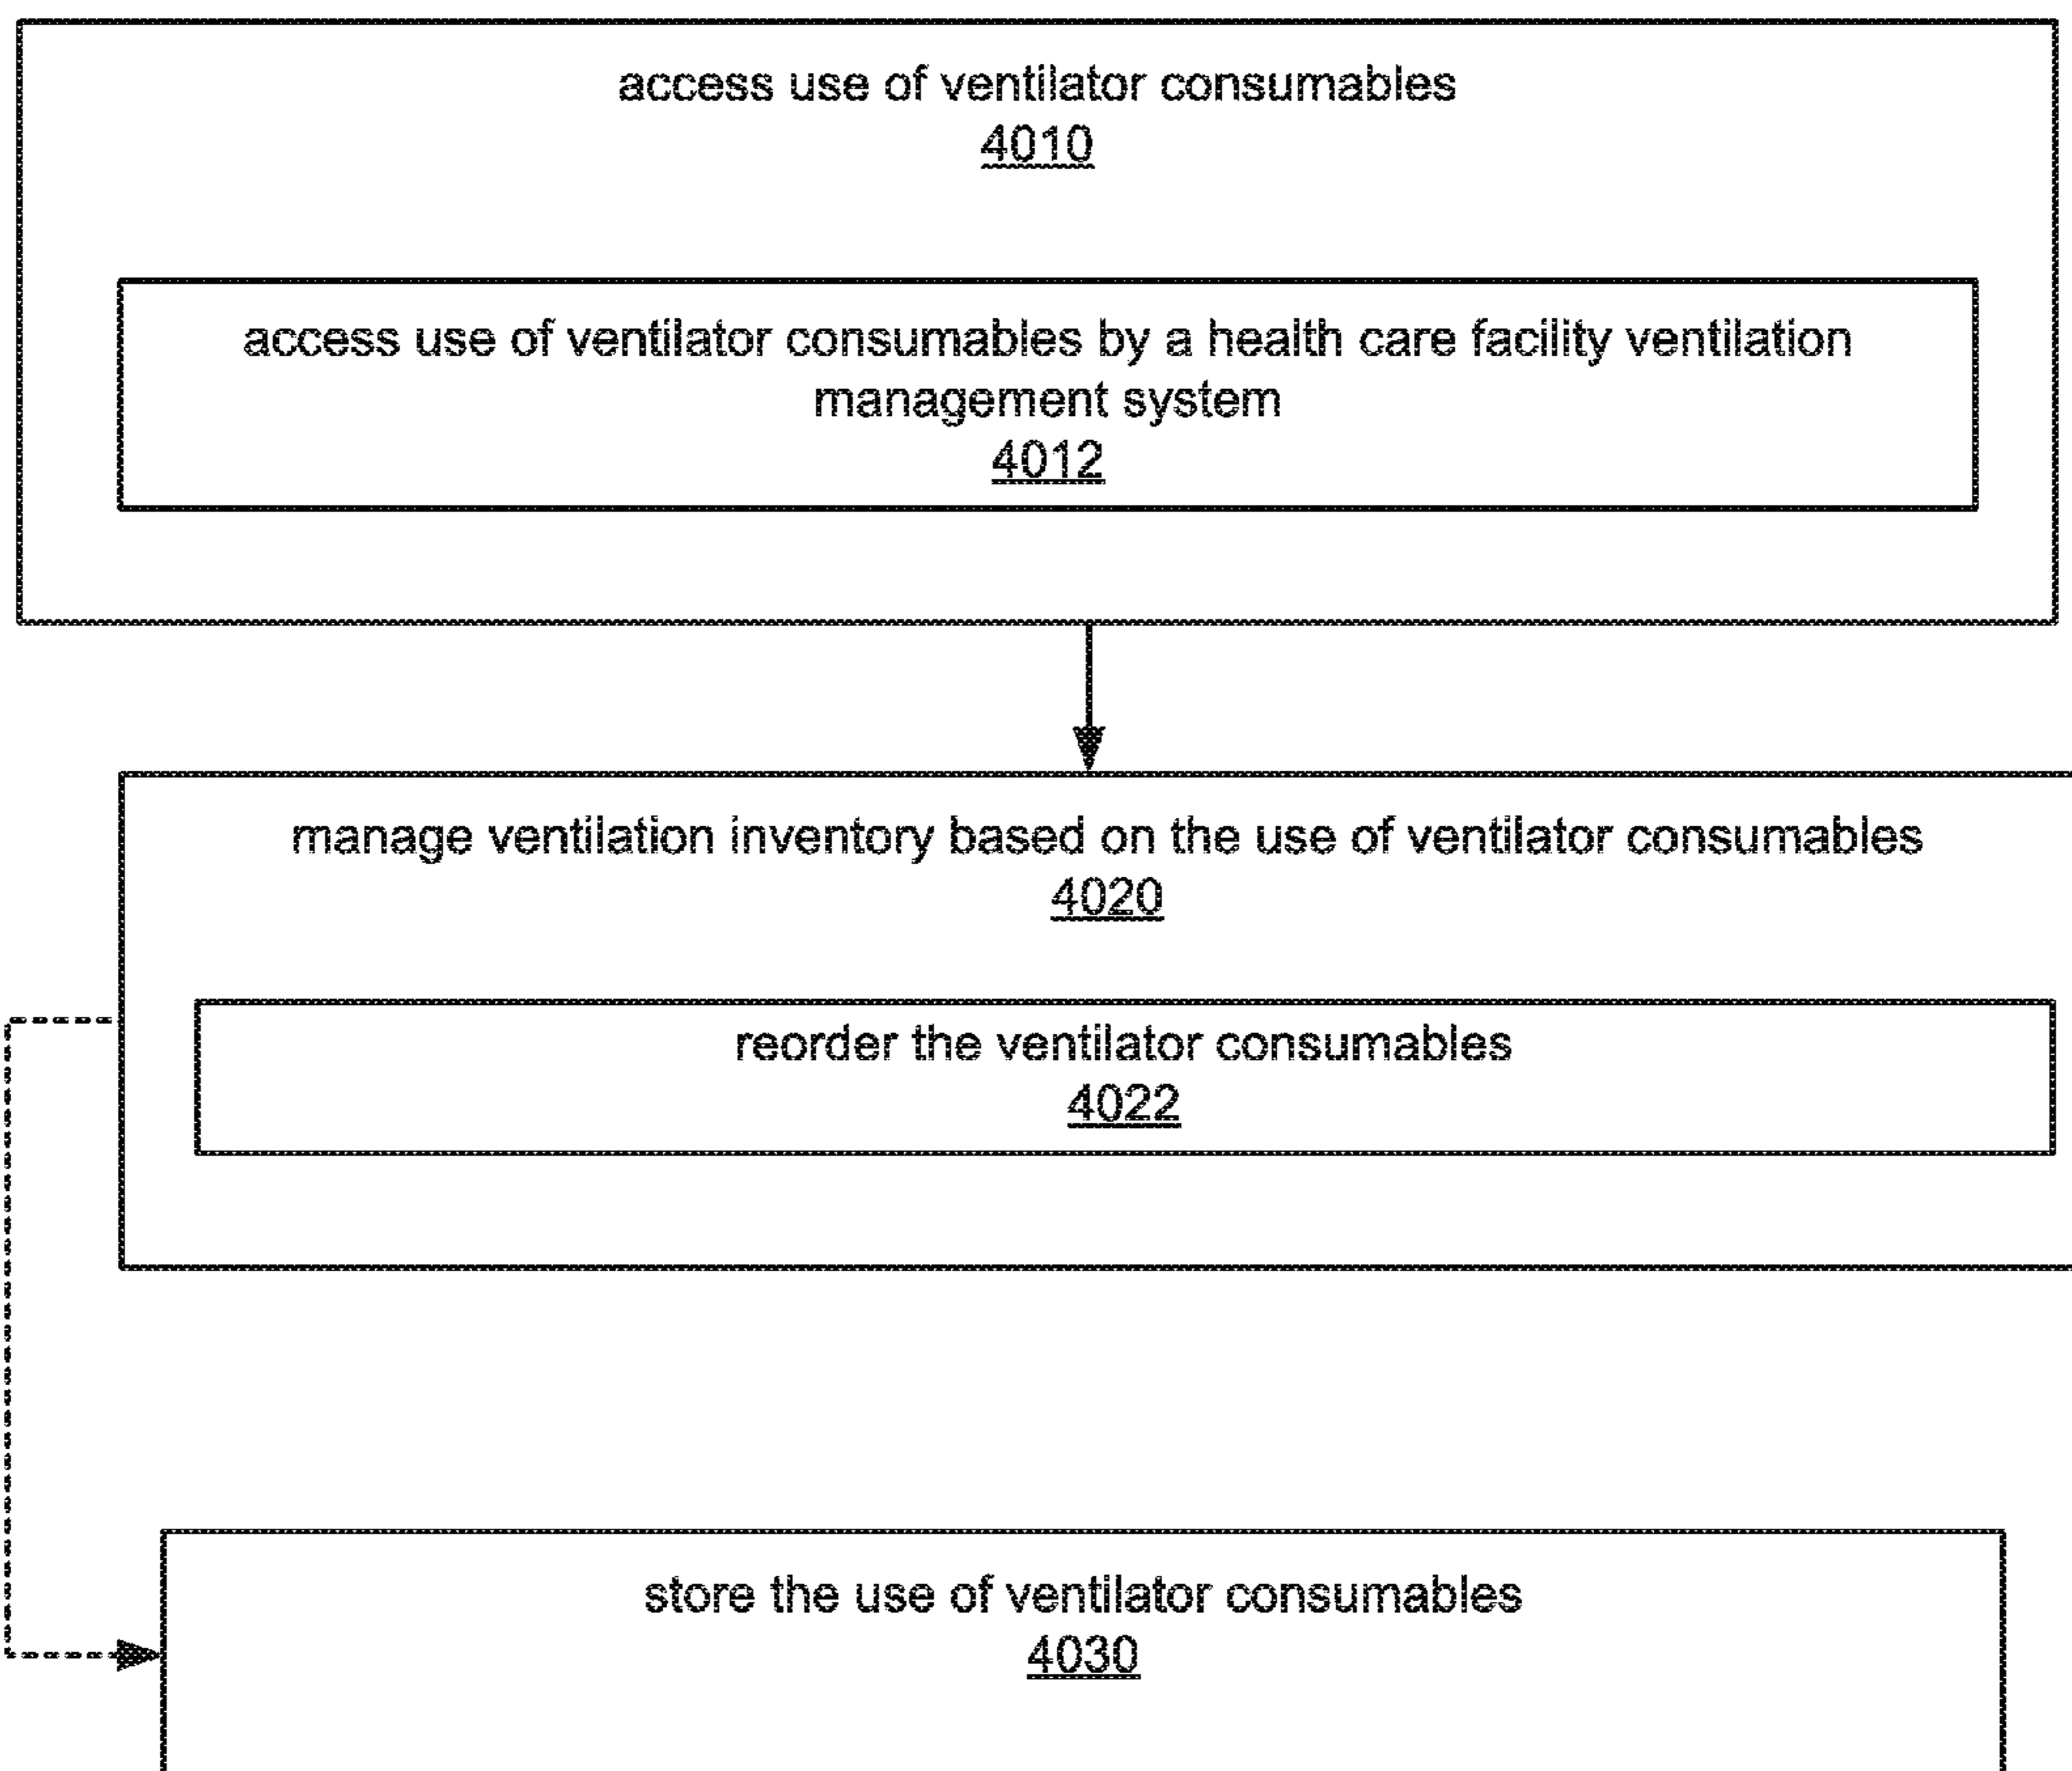 access use of ventilator consumables
4010
access use of ventilator consumables by a health care facility ventilation
management system
4012
manage ventilation inventory based on the use of ventilator consumables
4020
reorder the ventilator consumables
4022
store the use of ventilator consumables
4030